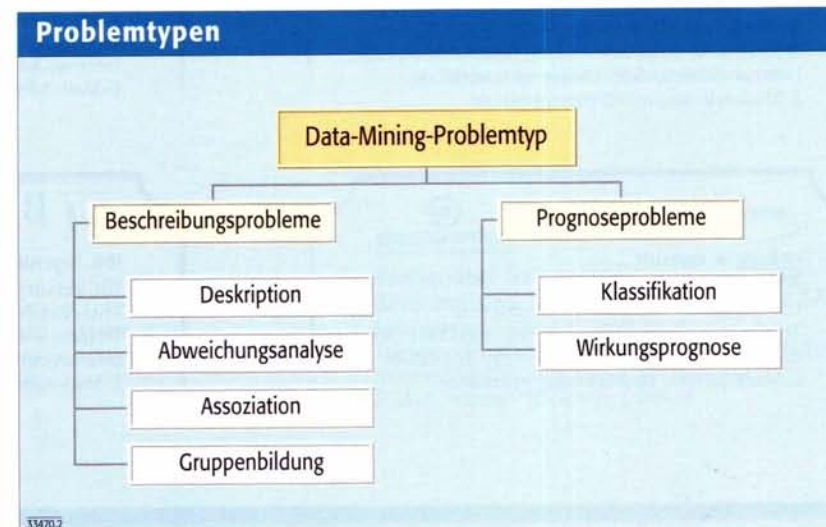 Problemtypen
Data-Mining-Problemtyp
Beschreibungsprobleme
Deskription
Abweichungsanalyse
Assoziation
Gruppenbildung
Prognoseprobleme
Klassifikation
Wirkungsprognose
33470.2